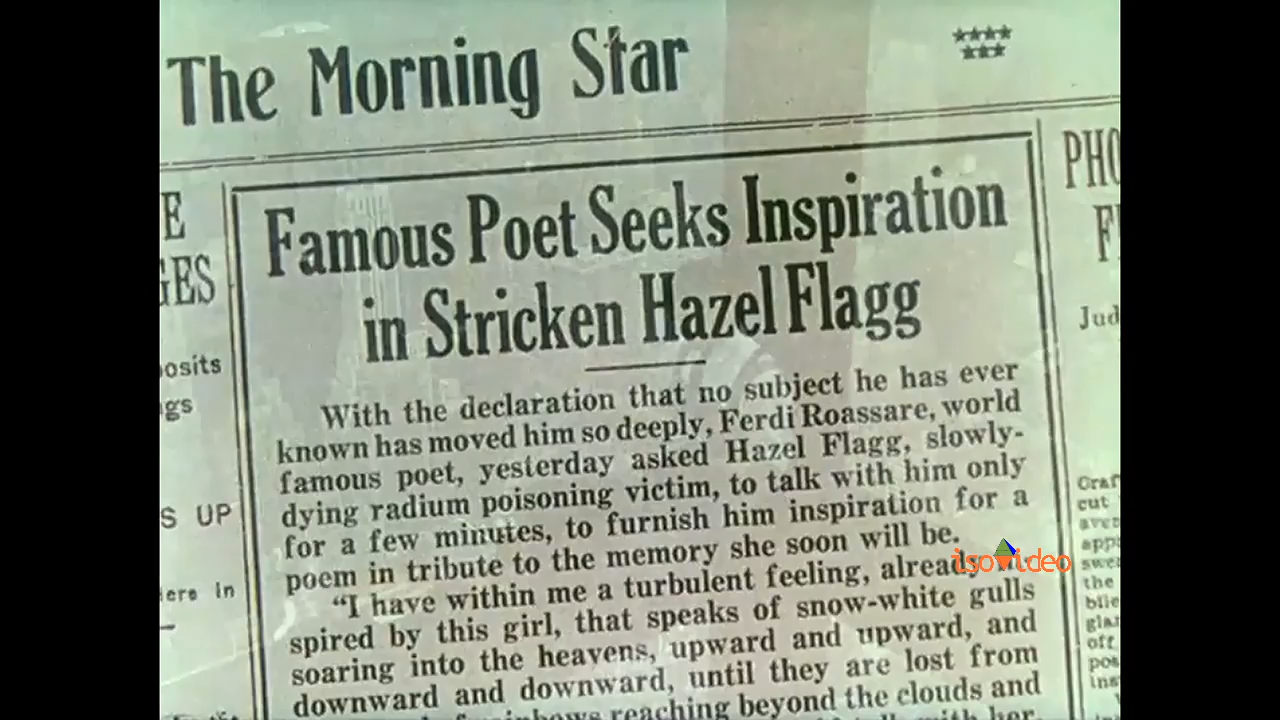 The Morning Star
Famous Poet Seeks Inspiration
in Stricken Hazel Flagg
With the declaration that no subject he has ever
known has moved him so deeply, Ferdi Roassare, world
famous poet, yesterday asked Hazel Flagg, slowly-
dying radium poisoning victim, to talk with him only
for a few minutes, to furnish him inspiration for a
poem in tribute to the memory she soon will be.
"I have within me a turbulent feeling, already
spired by this girl, that speaks of snow-white gulls
soaring into the heavens, upward and upward, and
downward and downward, until they are lost from
reaching beyond the clouds and
E
GES
osits
gs
S UP
ere in
PHO
F
Jud
cut
the
off
pos
isovideo